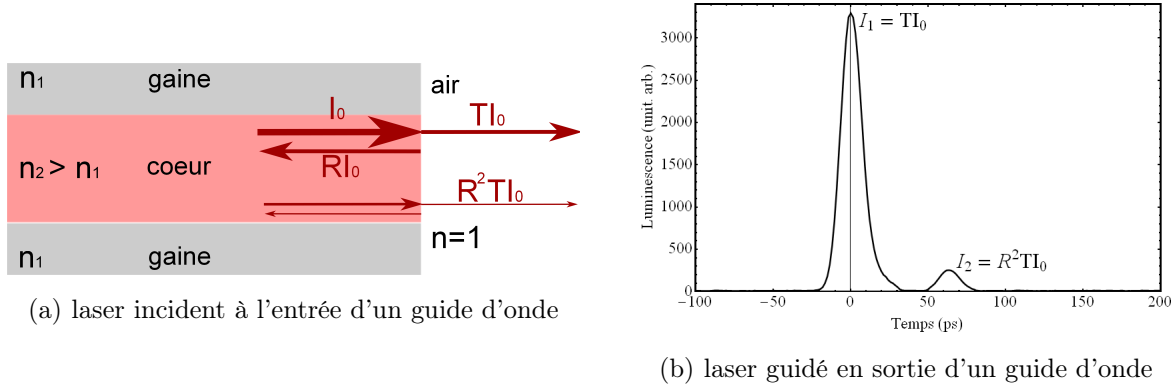 n₁ gaine
air
I₀
TI₀
n₂ > n₁ coeur
RI₀
R²TI₀
n=1
n₁ gaine
(a) laser incident à l'entrée d'un guide d'onde
I₁ = TI₀
Luminescence (unit. arb.)
3000
2500
2000
1500
1000
500
0
I₂ = R²TI₀
−100 −50 0 50 100 150 200
Temps (ps)
(b) laser guidé en sortie d'un guide d'onde